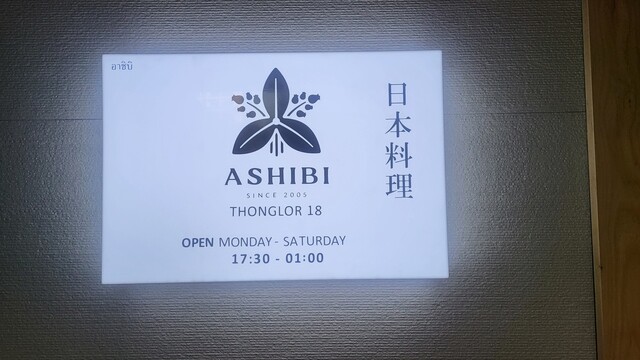 อาชิบิ
ASHIBI
SINCE 2005
THONGLOR 18
OPEN MONDAY - SATURDAY
17:30 - 01:00
日本料理